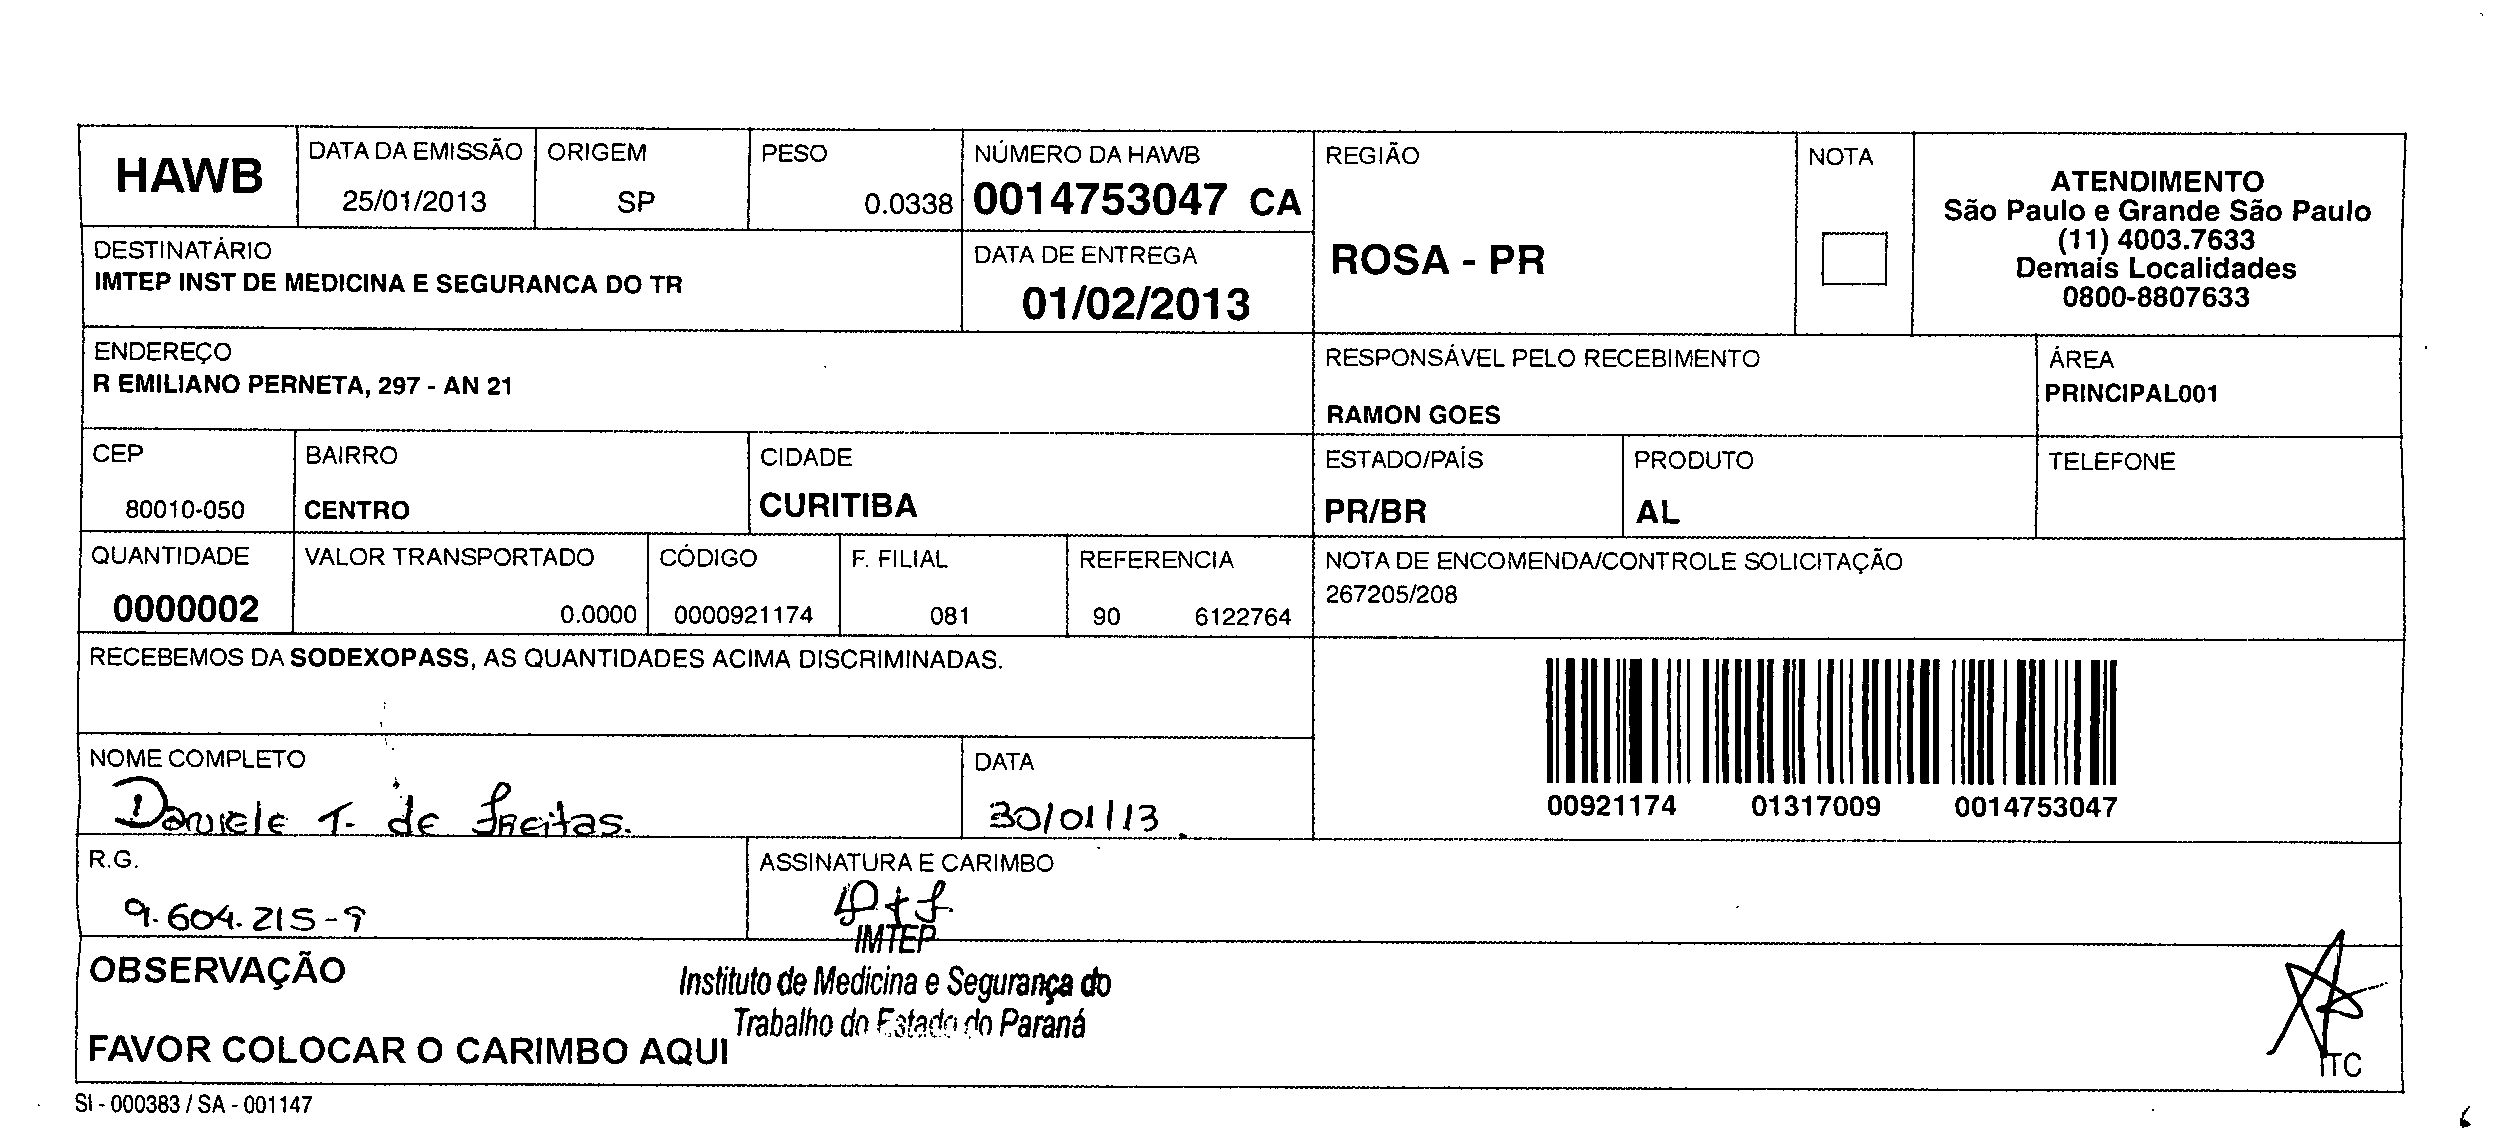 HAWB
DATA DA EMISSÃO
25/01/2013
ORIGEM
SP
PESO
0.0338
NÚMERO DA HAWB
0014753047 CA
REGIÃO
ROSA - PR
NOTA
ATENDIMENTO
São Paulo e Grande São Paulo
(11) 4003.7633
Demais Localidades
0800-8807633
DESTINATÁRIO
IMTEP INST DE MEDICINA E SEGURANCA DO TR
DATA DE ENTREGA
01/02/2013
ENDEREÇO
R EMILIANO PERNETA, 297 - AN 21
RESPONSÁVEL PELO RECEBIMENTO
RAMON GOES
ÁREA
PRINCIPAL001
CEP
80010-050
BAIRRO
CENTRO
CIDADE
CURITIBA
ESTADO/PAÍS
PR/BR
PRODUTO
AL
TELEFONE
QUANTIDADE
0000002
VALOR TRANSPORTADO
0.0000
CÓDIGO
0000921174
F. FILIAL
081
REFERENCIA
90 6122764
NOTA DE ENCOMENDA/CONTROLE SOLICITAÇÃO
267205/208
RECEBEMOS DA SODEXOPASS, AS QUANTIDADES ACIMA DISCRIMINADAS.
00921174 01317009 0014753047
NOME COMPLETO
Daniele T. de Freitas.
DATA
30/01/13
R.G.
9.604.215-9
ASSINATURA E CARIMBO
IMTEP
Instituto de Medicina e Segurança do
Trabalho do Estado do Paraná
OBSERVAÇÃO
FAVOR COLOCAR O CARIMBO AQUI
TC
SI - 000383 / SA - 001147